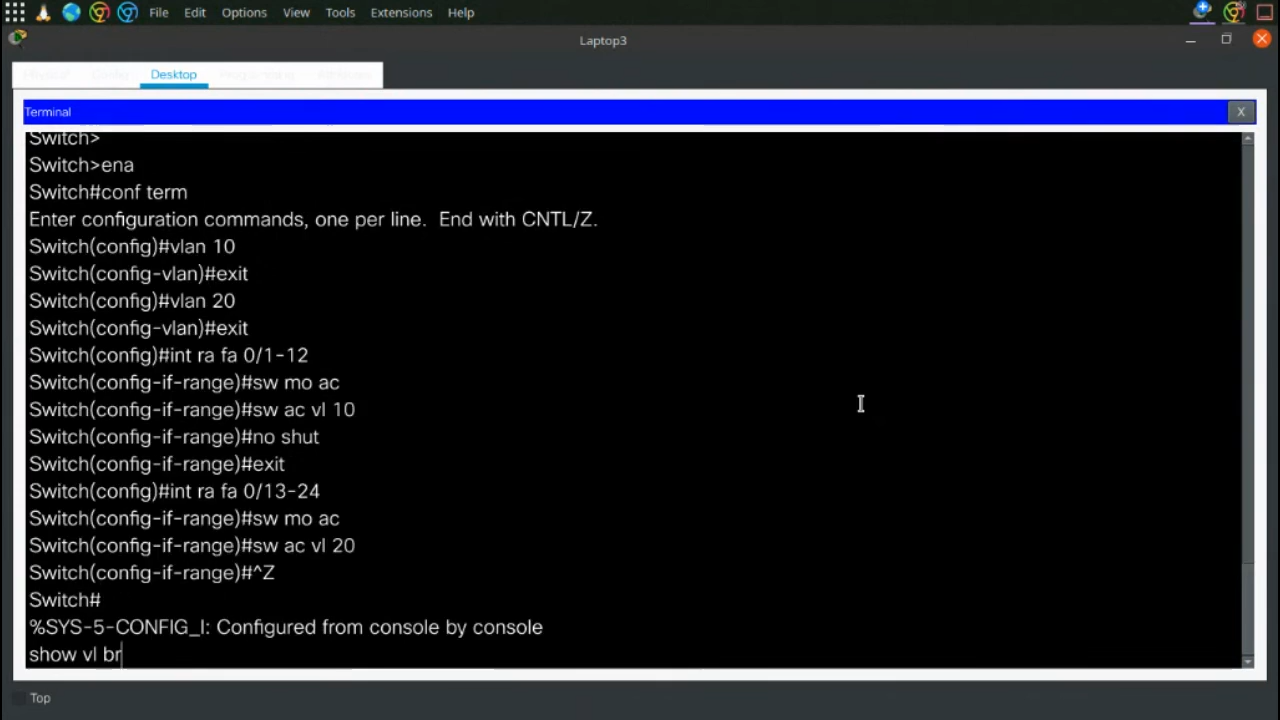 File Edit Options View Tools Extensions Help
Laptop3
Physical Config Desktop Programming Attributes
Terminal
X
Switch>
Switch>ena
Switch#conf term
Enter configuration commands, one per line.  End with CNTL/Z.
Switch(config)#vlan 10
Switch(config-vlan)#exit
Switch(config)#vlan 20
Switch(config-vlan)#exit
Switch(config)#int ra fa 0/1-12
Switch(config-if-range)#sw mo ac
Switch(config-if-range)#sw ac vl 10
Switch(config-if-range)#no shut
Switch(config-if-range)#exit
Switch(config)#int ra fa 0/13-24
Switch(config-if-range)#sw mo ac
Switch(config-if-range)#sw ac vl 20
Switch(config-if-range)#^Z
Switch#
%SYS-5-CONFIG_I: Configured from console by console
show vl br
Top